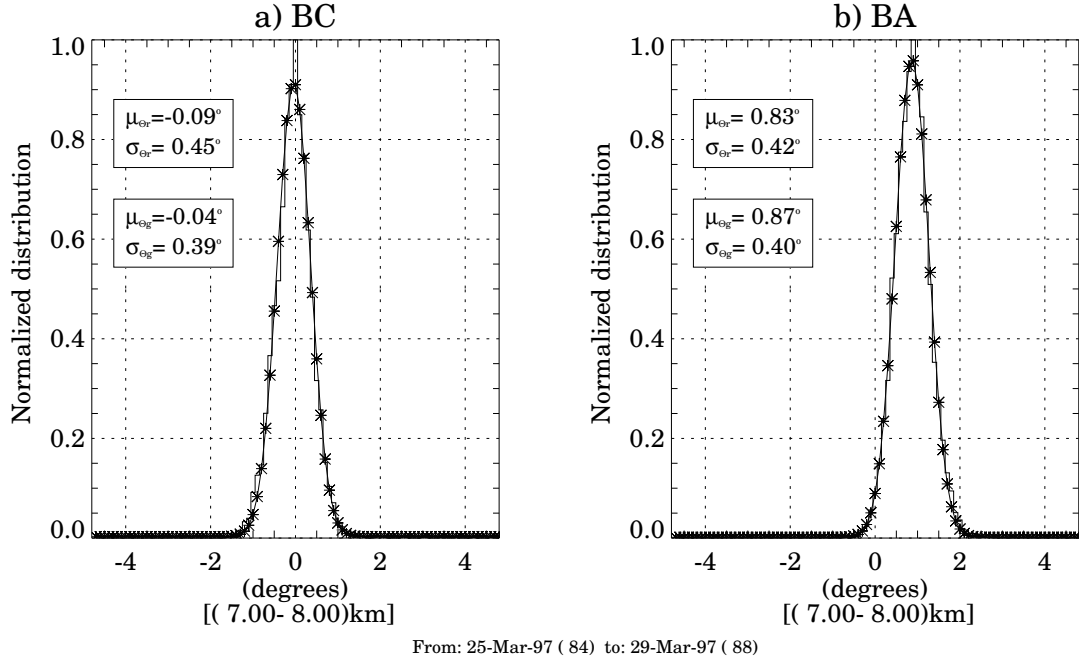 a) BC
1.0
0.8
0.6
0.4
0.2
0.0
Normalized distribution
μΘr=-0.09°
σΘr= 0.45°
μΘg=-0.04°
σΘg= 0.39°
-4 -2 0 2 4
(degrees)
[( 7.00- 8.00)km]
b) BA
1.0
0.8
0.6
0.4
0.2
0.0
Normalized distribution
μΘr= 0.83°
σΘr= 0.42°
μΘg= 0.87°
σΘg= 0.40°
-4 -2 0 2 4
(degrees)
[( 7.00- 8.00)km]
From: 25-Mar-97 ( 84) to: 29-Mar-97 ( 88)